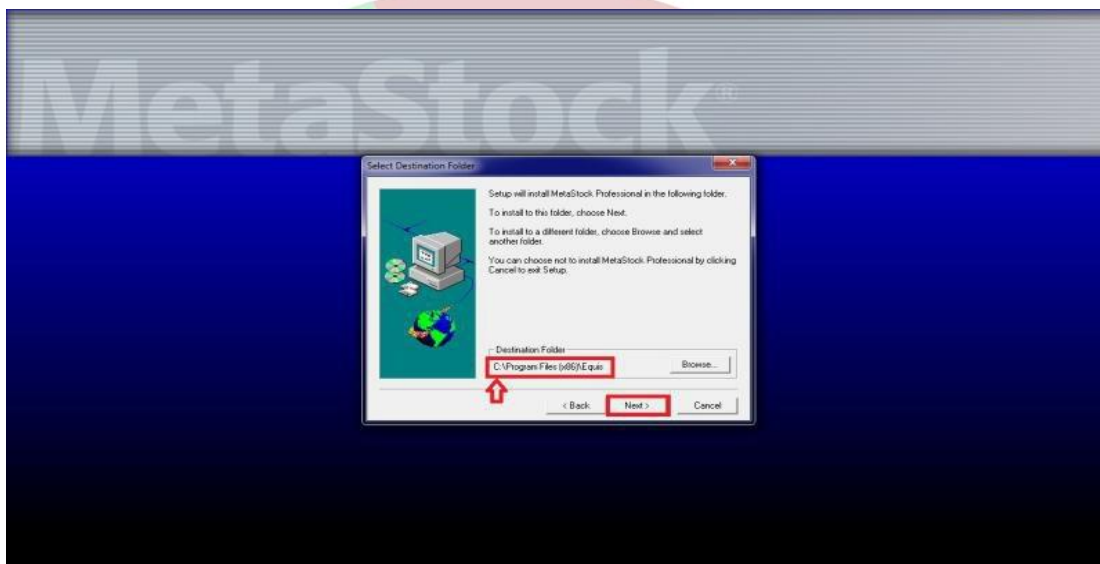 MetaStock®
Select Destination Folder
Setup will install MetaStock Professional in the following folder.
To install to this folder, choose Next.
To install to a different folder, choose Browse and select
another folder.
You can choose not to install MetaStock Professional by clicking
Cancel to exit Setup.
Destination Folder
C:\Program Files (x86)\Equis
Browse...
< Back Next > Cancel